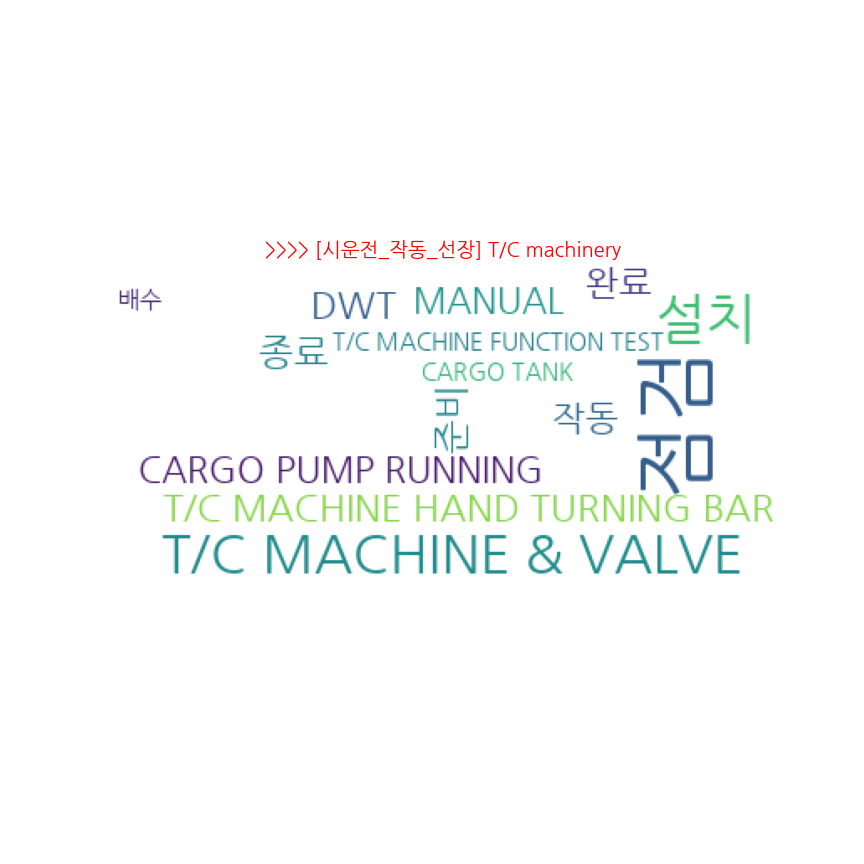 >>>> [시운전_작동_선장] T/C machinery
배수
DWT
MANUAL
완료
설치
종료
T/C MACHINE FUNCTION TEST
CARGO TANK
점검
준비
작동
CARGO PUMP RUNNING
T/C MACHINE HAND TURNING BAR
T/C MACHINE & VALVE